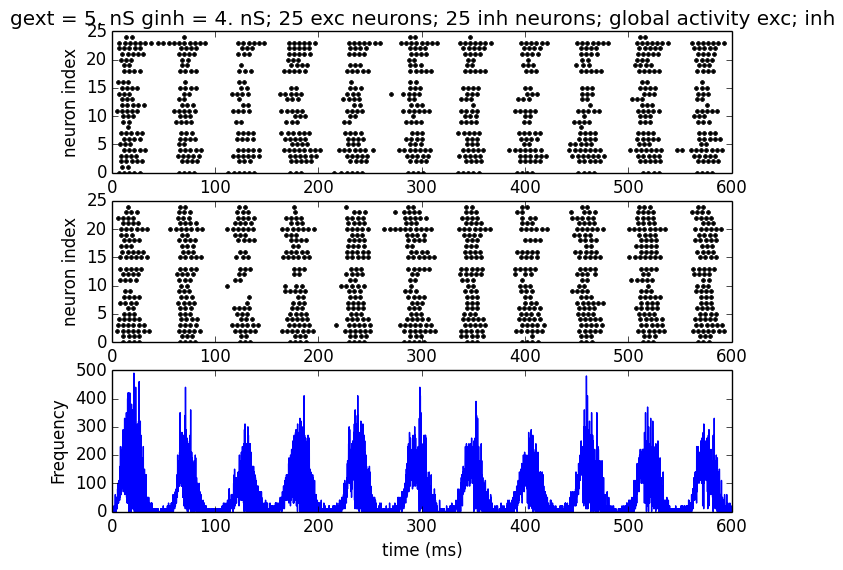 gext = 5. nS ginh = 4. nS; 25 exc neurons; 25 inh neurons; global activity exc; inh
25
20
15
10
5
0
neuron index
0 100 200 300 400 500 600
25
20
15
10
5
0
neuron index
0 100 200 300 400 500 600
500
400
300
200
100
0
Frequency
0 100 200 300 400 500 600
time (ms)